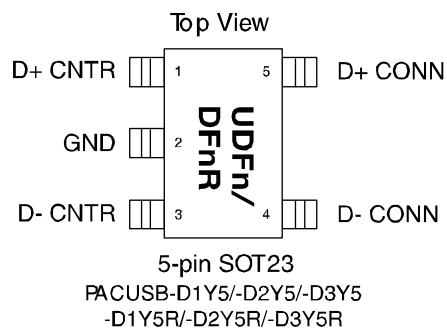 Top View
D+ CNTR 1 5 D+ CONN
GND 2
UDFn/
DFnR
D- CNTR 3 4 D- CONN
5-pin SOT23
PACUSB-D1Y5/-D2Y5/-D3Y5
-D1Y5R/-D2Y5R/-D3Y5R